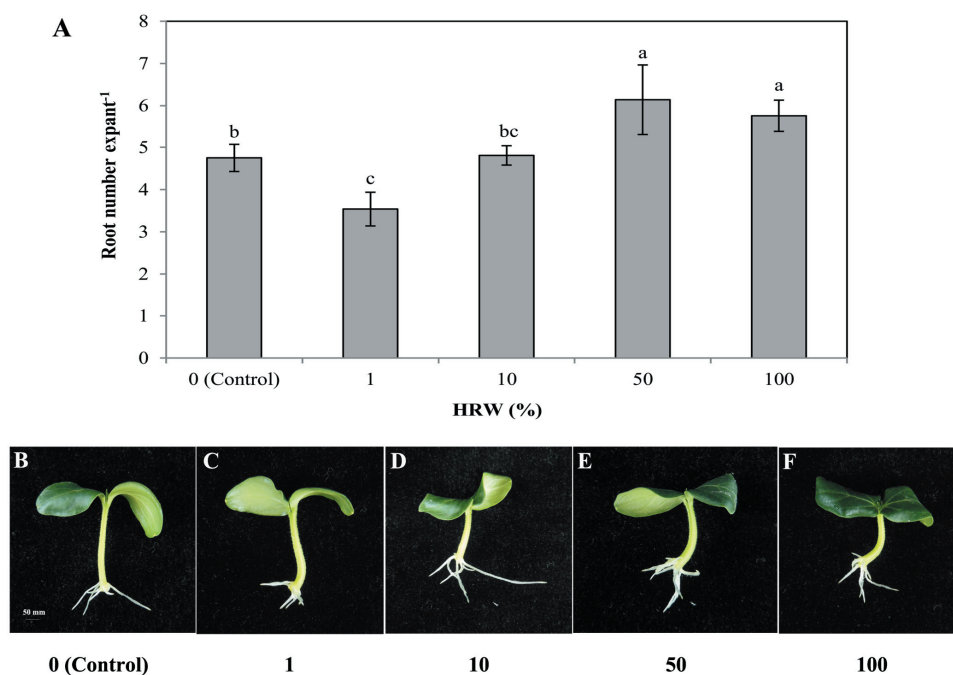 A
Root number expant⁻¹
8
7
6
5
4
3
2
1
0
b
c
bc
a
a
0 (Control) 1 10 50 100
HRW (%)
B C D E F
50 mm
0 (Control) 1 10 50 100